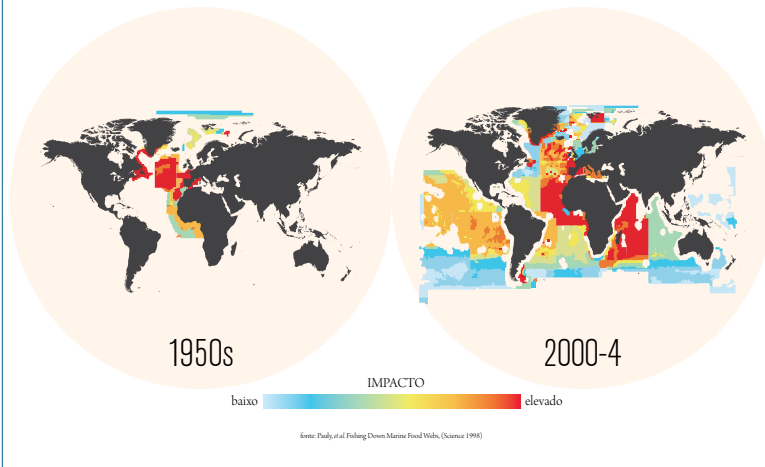 1950s
2000-4
IMPACTO
baixo
elevado
fonte: Pauly, et al. Fishing Down Marine Food Webs, (Science 1998)